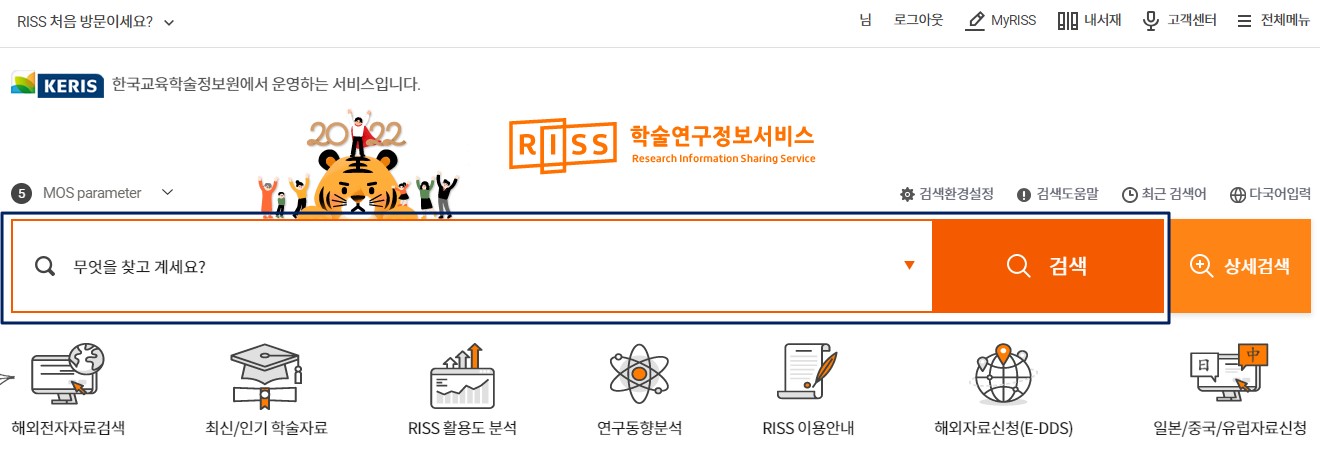 RISS 처음 방문이세요?
님 로그아웃 MyRISS 내서재 고객센터 전체메뉴
KERIS 한국교육학술정보원에서 운영하는 서비스입니다.
2022
RISS 학술연구정보서비스
Research Information Sharing Service
5 MOS parameter
검색환경설정 검색도움말 최근 검색어 다국어입력
무엇을 찾고 계세요?
검색
상세검색
日 中
해외전자자료검색 최신/인기 학술자료 RISS 활용도 분석 연구동향분석 RISS 이용안내 해외자료신청(E-DDS) 일본/중국/유럽자료신청